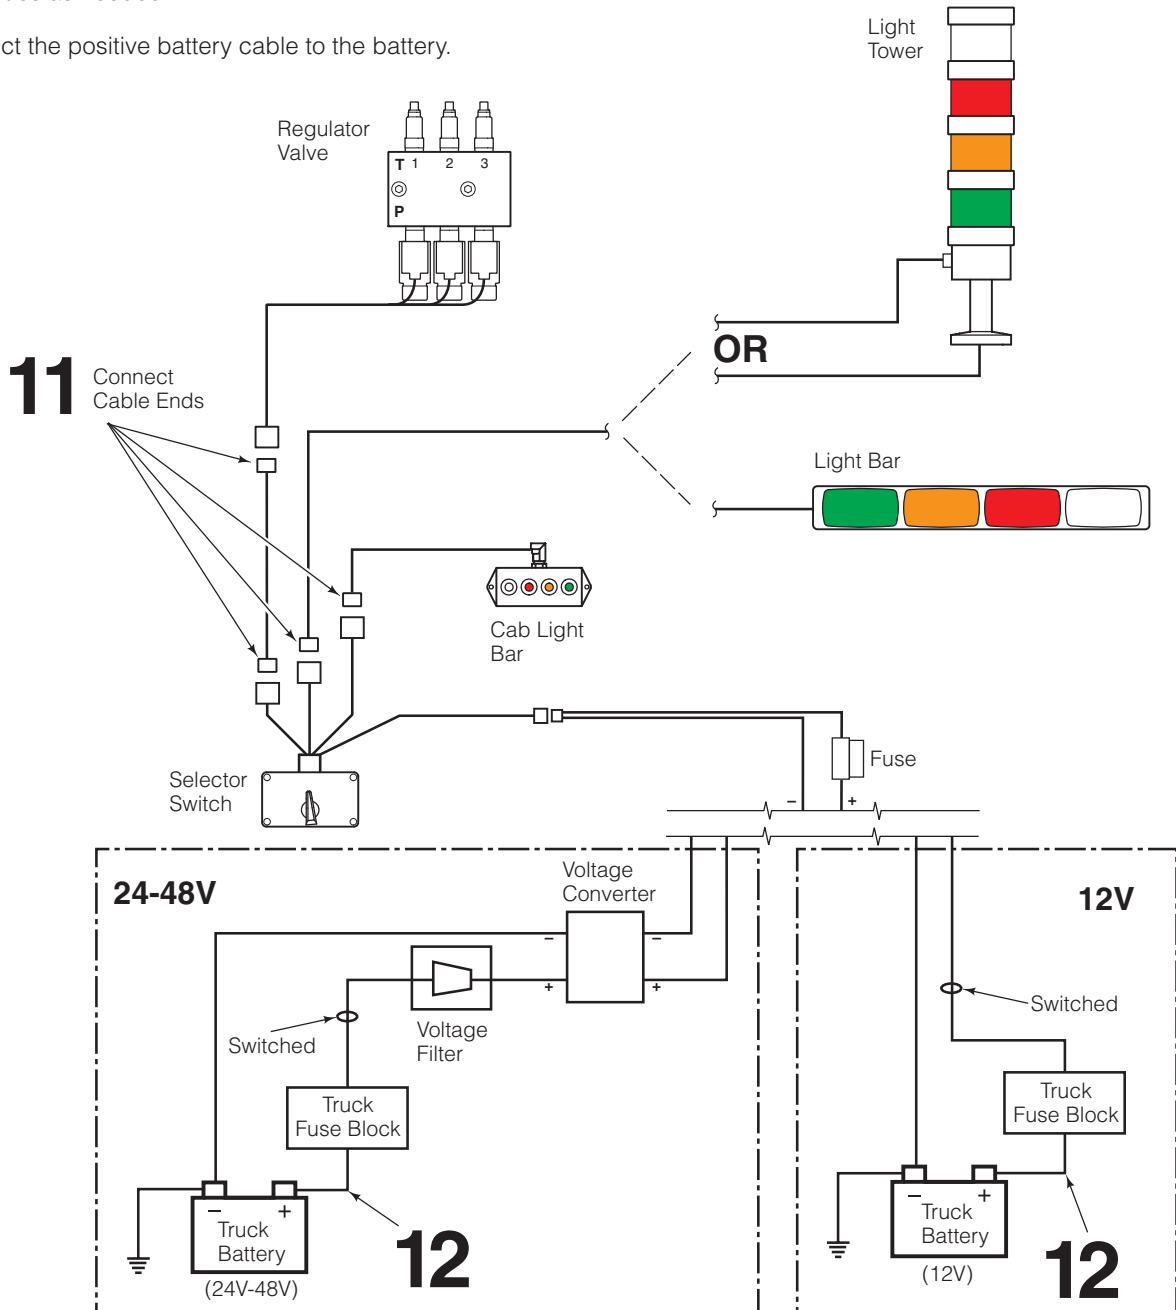 ct the positive battery cable to the battery.
Light
Tower
Regulator
Valve
T 1 2 3
P
OR
11
Connect
Cable Ends
Light Bar
Cab Light
Bar
Selector
Switch
Fuse
– +
24-48V
Voltage
Converter
12V
– –
+ +
Switched
Voltage
Filter
Switched
Truck
Fuse Block
Truck
Fuse Block
– +
Truck
Battery
(24V-48V)
12
– +
Truck
Battery
(12V)
12